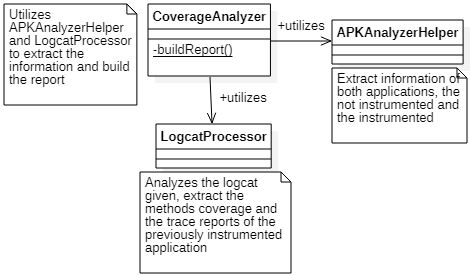 Utilizes
APKAnalyzerHelper
and LogcatProcessor
to extract the
information and build
the report
CoverageAnalyzer
-buildReport()
+utilizes
APKAnalyzerHelper
Extract information of
both applications, the
not instrumented and
the instrumented
+utilizes
LogcatProcessor
Analyzes the logcat
given, extract the
methods coverage and
the trace reports of the
previously instrumented
application